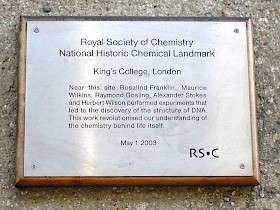 Royal Society of Chemistry
National Historic Chemical Landmark
King's College, London
Near this site Rosalind Franklin, Maurice
Wilkins, Raymond Gosling, Alexander Stokes
and Herbert Wilson performed experiments that
led to the discovery of the structure of DNA.
This work revolutionised our understanding of
the chemistry behind life itself.
May 1 2003
RS•C